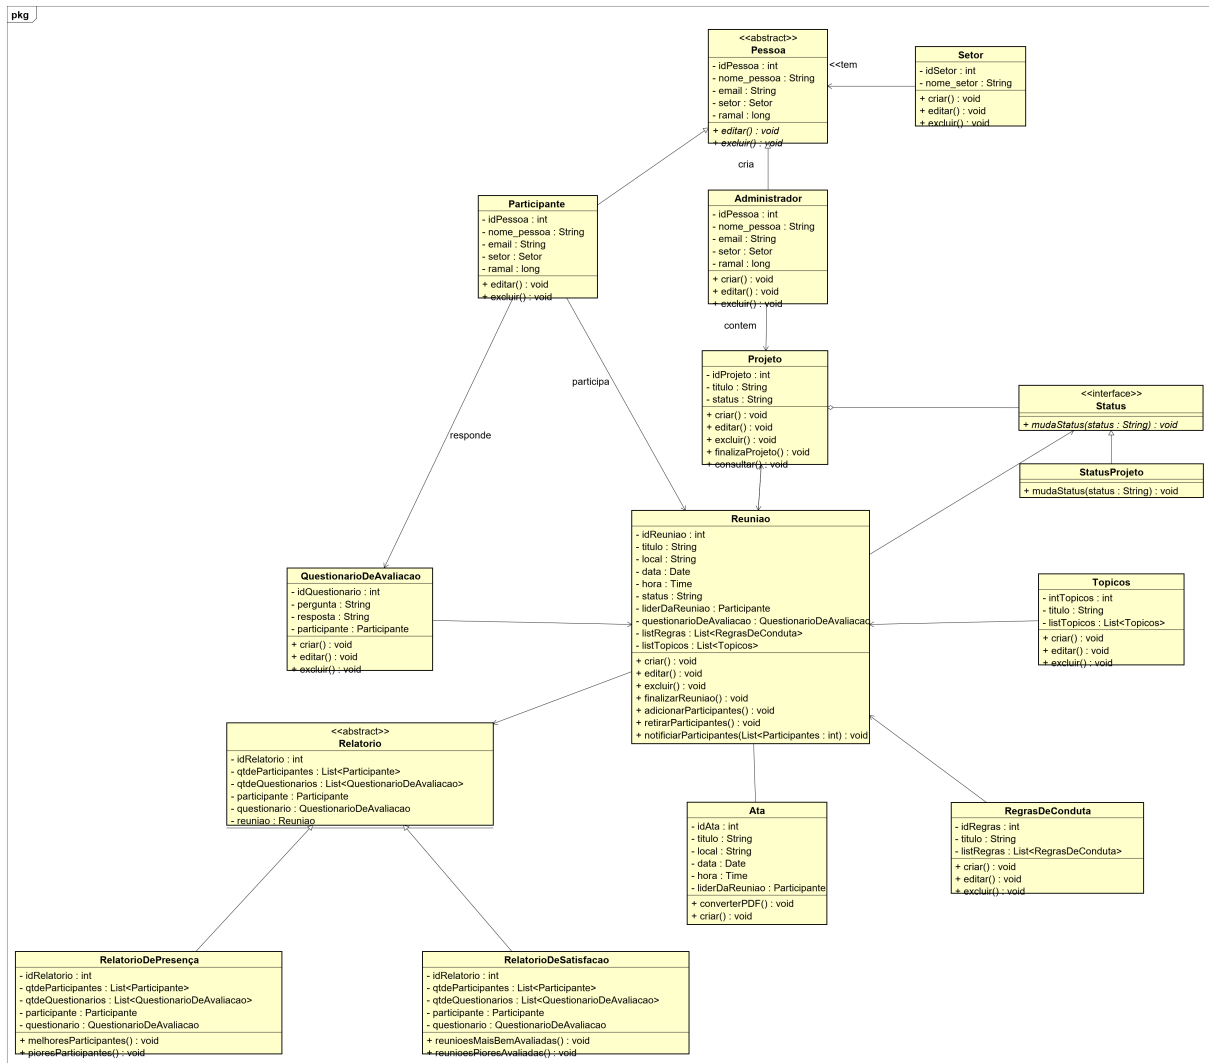 pkg
<<abstract>>
Pessoa
- idPessoa : int
- nome_pessoa : String
- email : String
- setor : Setor
- ramal : long
+ editar() : void
+ excluir() : void
<<tem
Setor
- idSetor : int
- nome_setor : String
+ criar() : void
+ editar() : void
+ excluir() : void
cria
Participante
- idPessoa : int
- nome_pessoa : String
- email : String
- setor : Setor
- ramal : long
+ editar() : void
+ excluir() : void
Administrador
- idPessoa : int
- nome_pessoa : String
- email : String
- setor : Setor
- ramal : long
+ criar() : void
+ editar() : void
+ excluir() : void
contem
Projeto
- idProjeto : int
- titulo : String
- status : String
+ criar() : void
+ editar() : void
+ excluir() : void
+ finalizaProjeto() : void
+ consultar() : void
participa
responde
<<interface>>
Status
+ mudaStatus(status : String) : void
StatusProjeto
+ mudaStatus(status : String) : void
Reuniao
- idReuniao : int
- titulo : String
- local : String
- data : Date
- hora : Time
- status : String
- liderDaReuniao : Participante
- questionarioDeAvaliacao : QuestionarioDeAvaliacao
- listRegras : List<RegrasDeConduta>
- listTopicos : List<Topicos>
+ criar() : void
+ editar() : void
+ excluir() : void
+ finalizarReuniao() : void
+ adicionarParticipantes() : void
+ retirarParticipantes() : void
+ notificiarParticipantes(List<Participantes : int) : void
QuestionarioDeAvaliacao
- idQuestionario : int
- pergunta : String
- resposta : String
- participante : Participante
+ criar() : void
+ editar() : void
+ excluir() : void
Topicos
- intTopicos : int
- titulo : String
- listTopicos : List<Topicos>
+ criar() : void
+ editar() : void
+ excluir() : void
<<abstract>>
Relatorio
- idRelatorio : int
- qtdeParticipantes : List<Participante>
- qtdeQuestionarios : List<QuestionarioDeAvaliacao>
- participante : Participante
- questionario : QuestionarioDeAvaliacao
- reuniao : Reuniao
Ata
- idAta : int
- titulo : String
- local : String
- data : Date
- hora : Time
- liderDaReuniao : Participante
+ converterPDF() : void
+ criar() : void
RegrasDeConduta
- idRegras : int
- titulo : String
- listRegras : List<RegrasDeConduta>
+ criar() : void
+ editar() : void
+ excluir() : void
RelatorioDePresença
- idRelatorio : int
- qtdeParticipantes : List<Participante>
- qtdeQuestionarios : List<QuestionarioDeAvaliacao>
- participante : Participante
- questionario : QuestionarioDeAvaliacao
+ melhoresParticipantes() : void
+ pioresParticipantes() : void
RelatorioDeSatisfacao
- idRelatorio : int
- qtdeParticipantes : List<Participante>
- qtdeQuestionarios : List<QuestionarioDeAvaliacao>
- participante : Participante
- questionario : QuestionarioDeAvaliacao
+ reunioesMaisBemAvaliadas() : void
+ reunioesPioresAvaliadas() : void